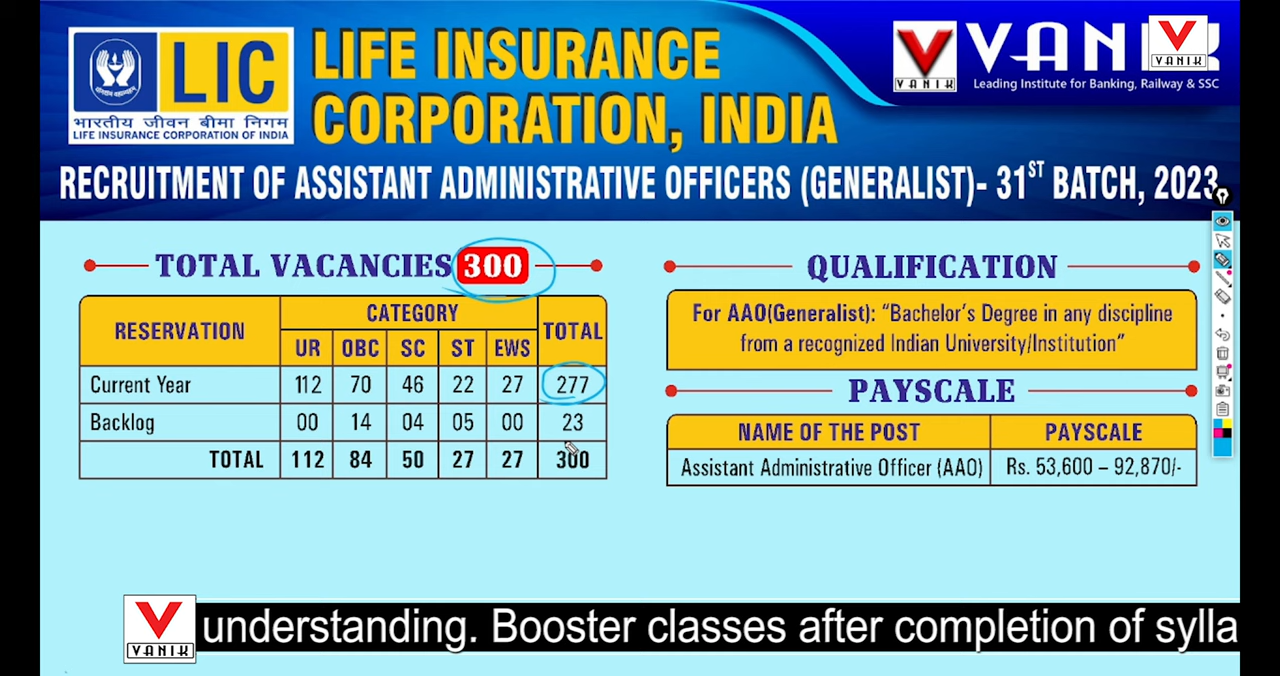 LIC
भारतीय जीवन बीमा निगम
LIFE INSURANCE CORPORATION OF INDIA
LIFE INSURANCE
CORPORATION, INDIA
VANIK
VANIK
VANIK
Leading Institute for Banking, Railway & SSC
RECRUITMENT OF ASSISTANT ADMINISTRATIVE OFFICERS (GENERALIST)- 31ST BATCH, 2023
TOTAL VACANCIES 300
RESERVATION CATEGORY TOTAL
UR OBC SC ST EWS
Current Year 112 70 46 22 27 277
Backlog 00 14 04 05 00 23
TOTAL 112 84 50 27 27 300
QUALIFICATION
For AAO(Generalist): “Bachelor's Degree in any discipline
from a recognized Indian University/Institution”
PAYSCALE
NAME OF THE POST PAYSCALE
Assistant Administrative Officer (AAO) Rs. 53,600 – 92,870/-
VANIK
understanding. Booster classes after completion of sylla